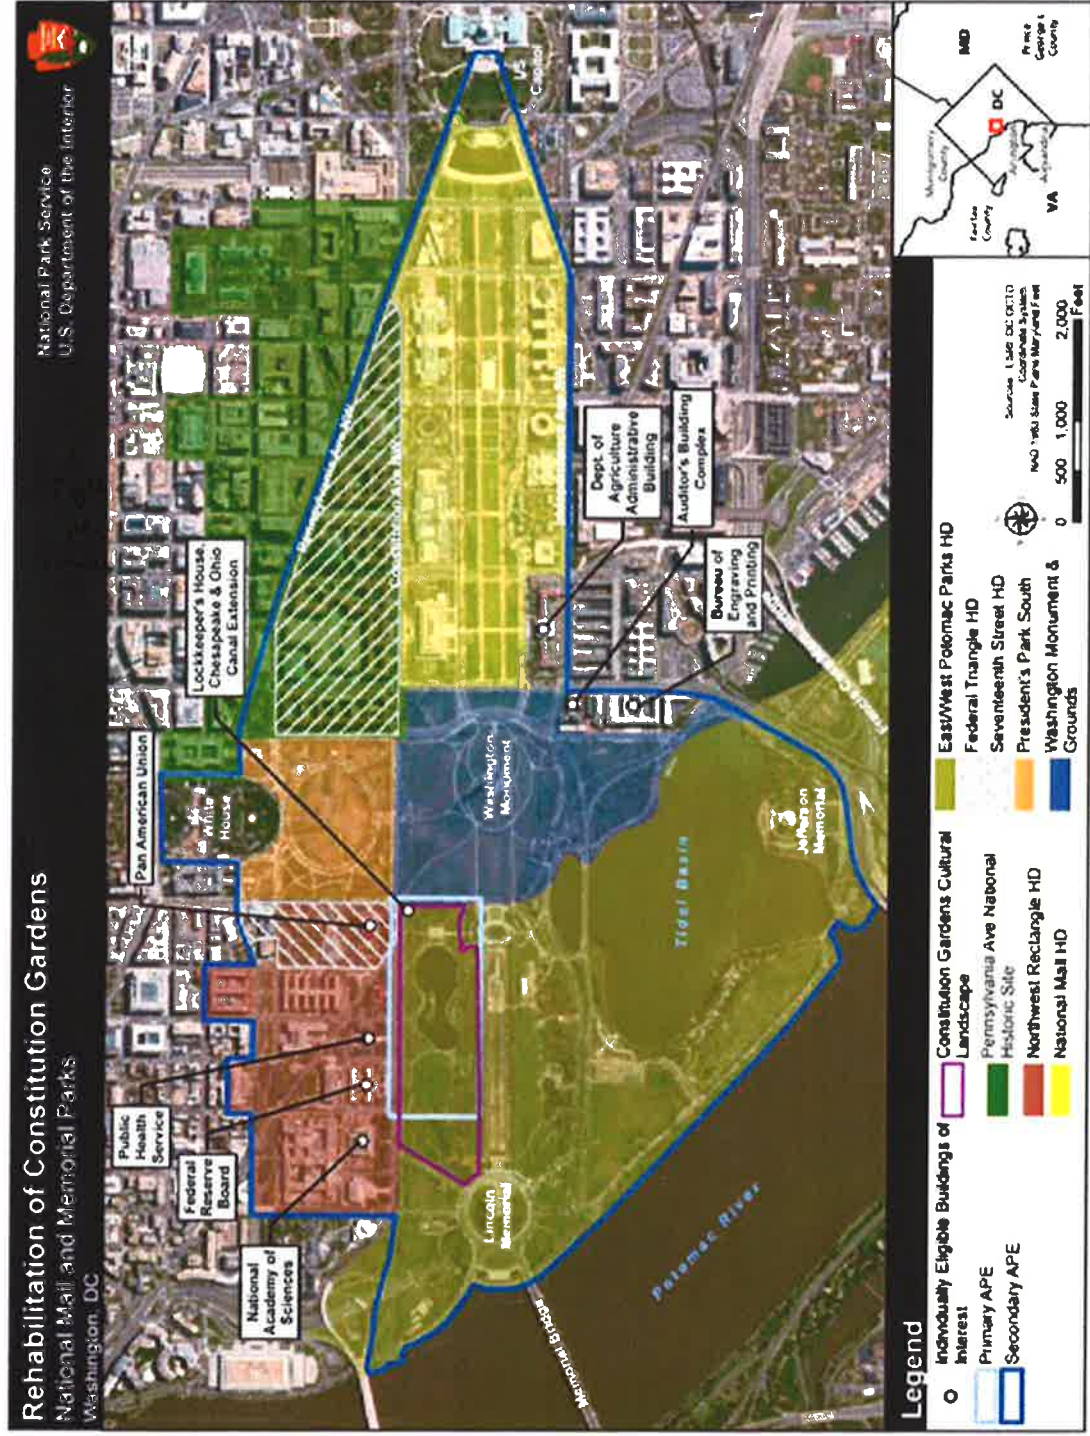 Rehabilitation of Constitution Gardens
National Mall and Memorial Parks
Washington, DC
National Park Service
U.S. Department of the Interior
Pan American Union
Lockkeeper's House,
Chesapeake & Ohio
Canal Extension
Public
Health
Service
Federal
Reserve
Board
National
Academy of
Sciences
White
House
US
Capitol
Washington
Monument
Lincoln
Memorial
Jefferson
Memorial
Tidal Basin
Potomac River
Memorial Bridge
Dept. of
Agriculture
Administrative
Building
Auditor's Building
Complex
Bureau of
Engraving
and Printing
Legend
Individually Eligible Buildings of
Interest
Primary APE
Secondary APE
Constitution Gardens Cultural
Landscape
Pennsylvania Ave National
Historic Site
Northwest Rectangle HD
National Mall HD
East/West Potomac Parks HD
Federal Triangle HD
Seventeenth Street HD
President's Park South
Washington Monument &
Grounds
0 500 1,000 2,000
Feet
Montgomery
County
MD
Prince
George's
County
DC
Fairfax
County
Arlington
Alexandria
VA